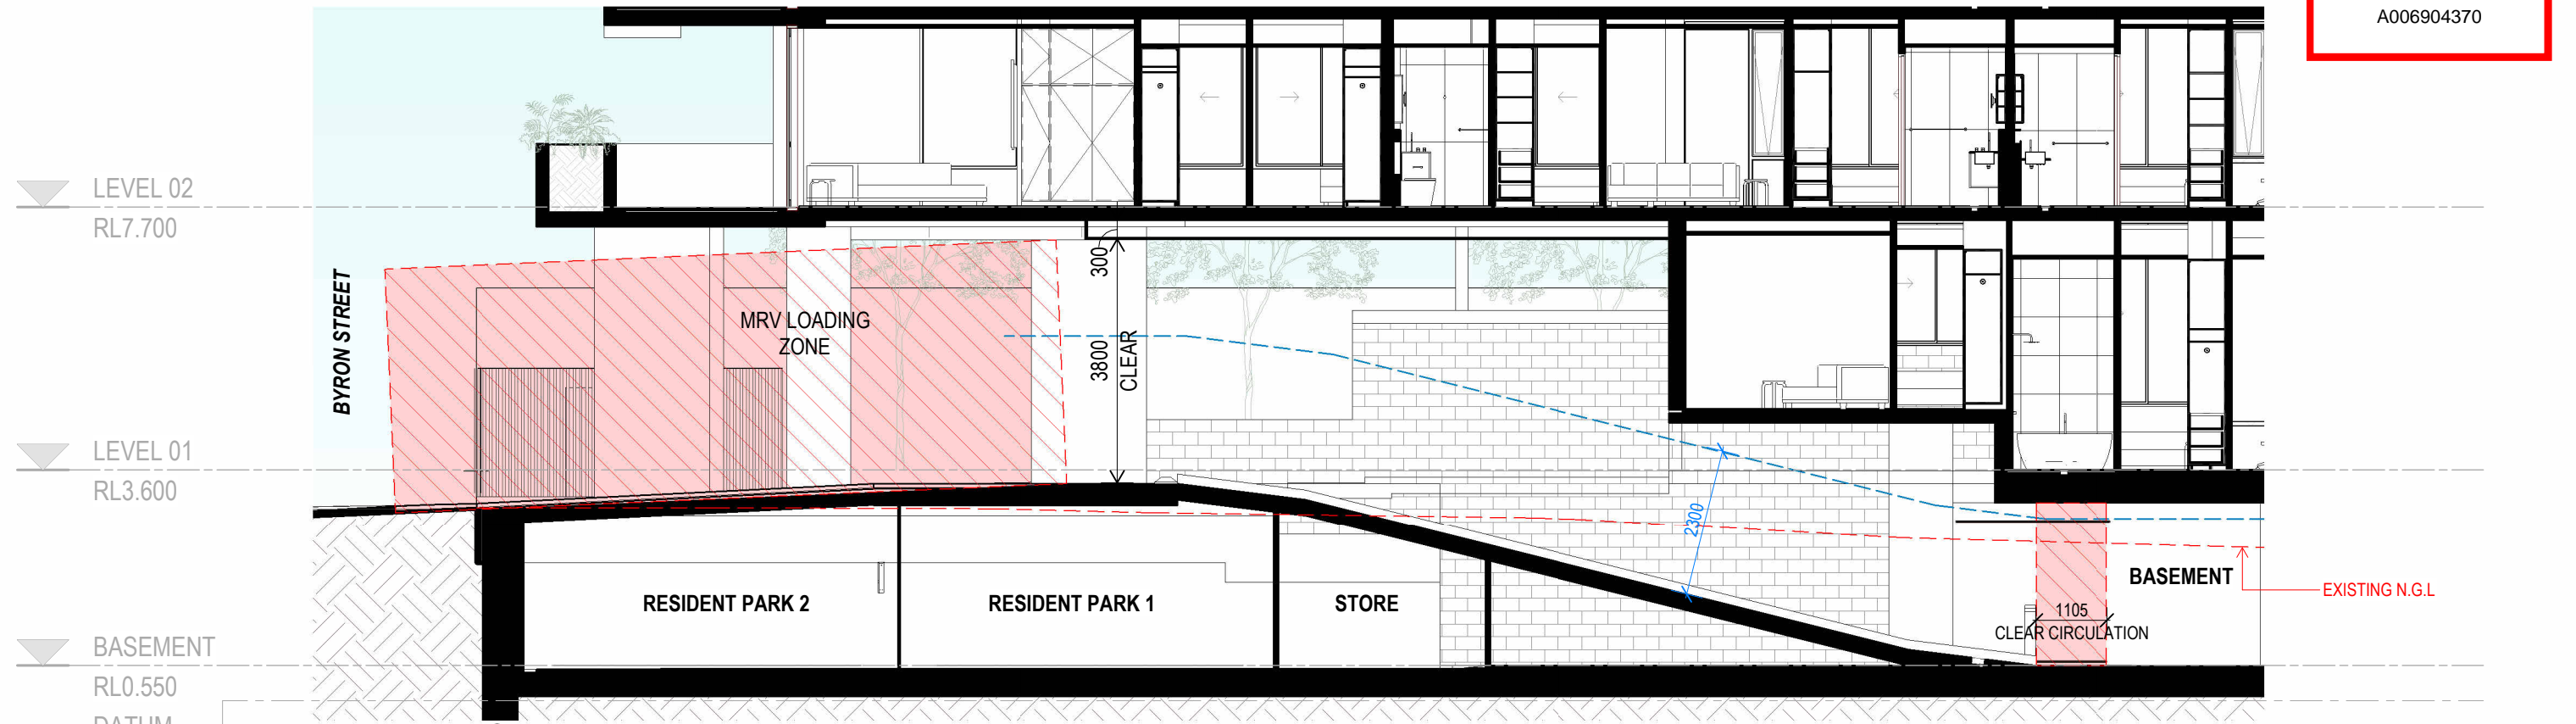 A006904370
LEVEL 02
RL7.700
BYRON STREET
MRV LOADING
ZONE
300
3800
CLEAR
LEVEL 01
RL3.600
2300
RESIDENT PARK 2
RESIDENT PARK 1
STORE
BASEMENT
EXISTING N.G.L
1105
CLEAR CIRCULATION
BASEMENT
RL0.550
DATUM